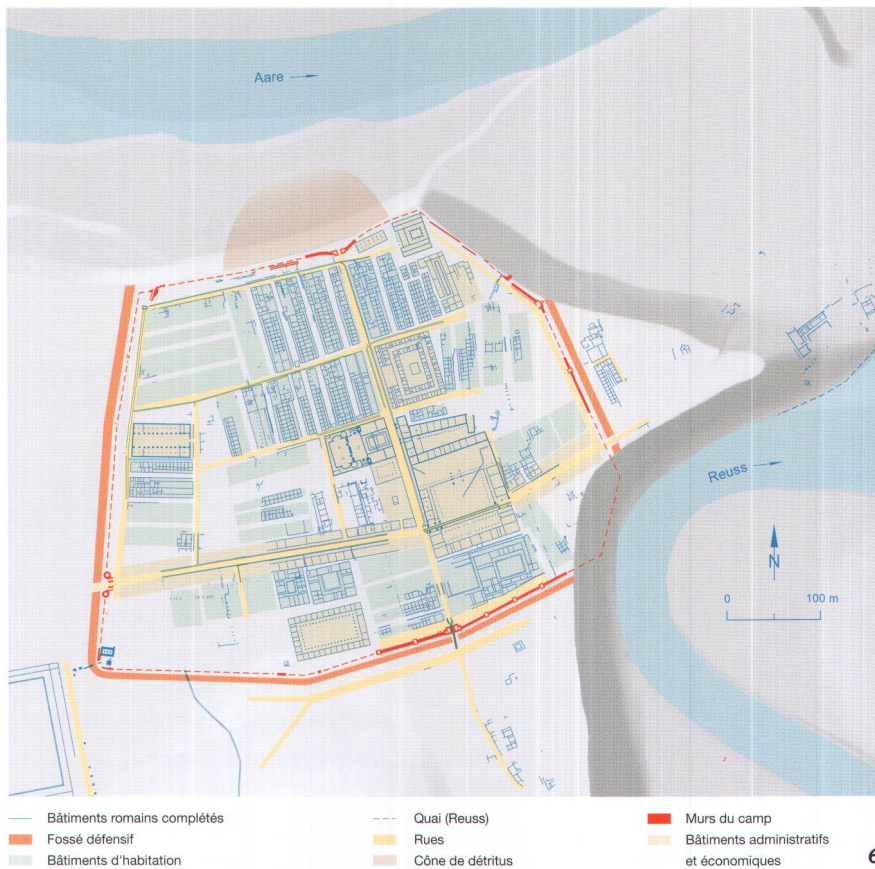 Aare
Reuss
N
0 100 m
Bâtiments romains complétés
Fossé défensif
Bâtiments d'habitation
Quai (Reuss)
Rues
Cône de détritus
Murs du camp
Bâtiments administratifs
et économiques